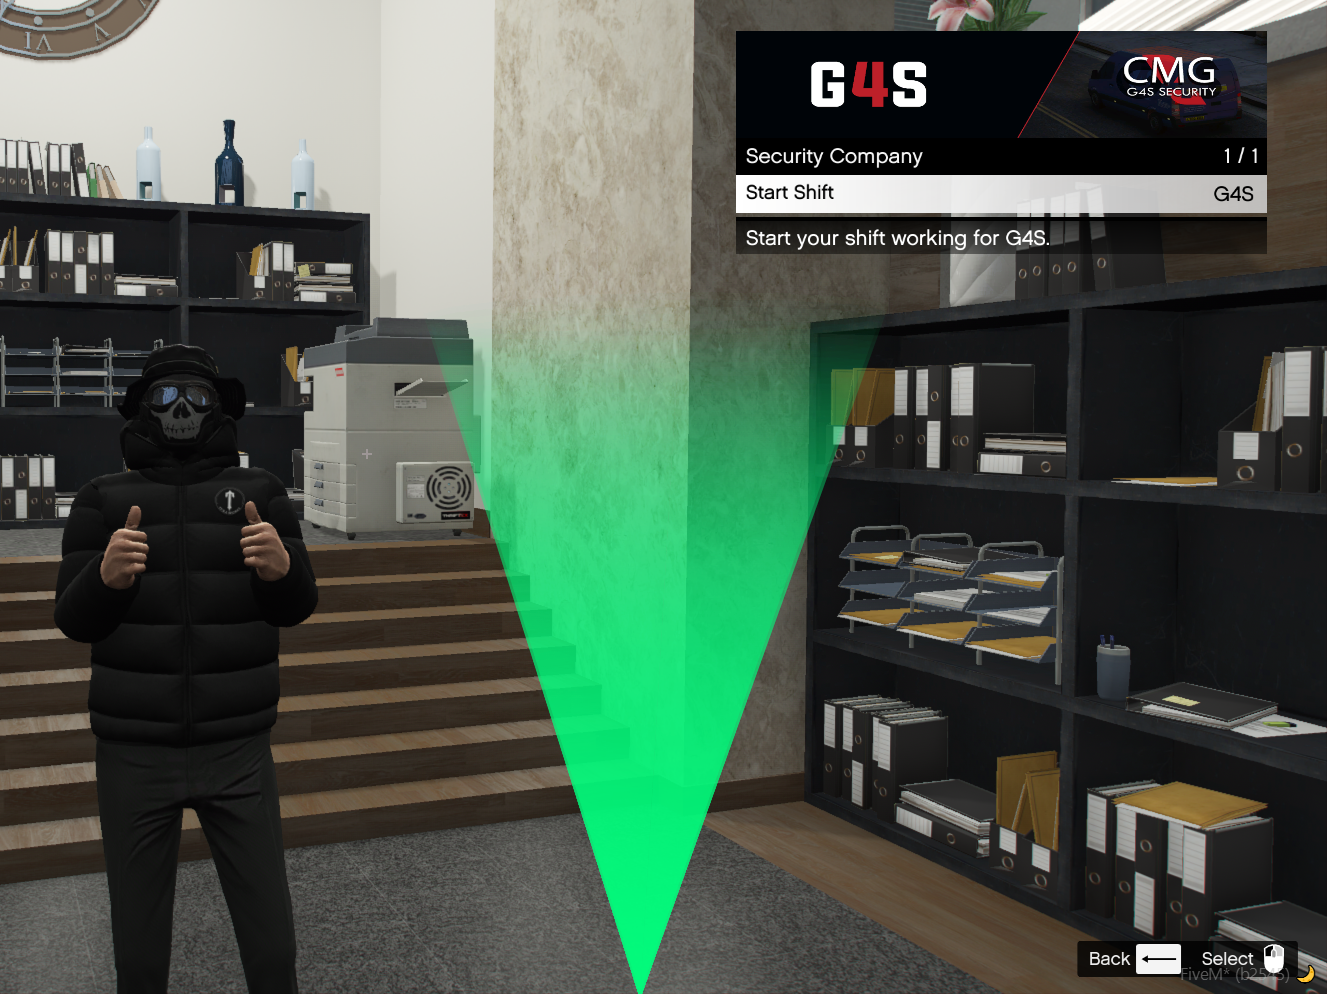 G4S
CMG
G4S SECURITY
Security Company 1 / 1
Start Shift G4S
Start your shift working for G4S.
Back Select
FiveM* (b2545)